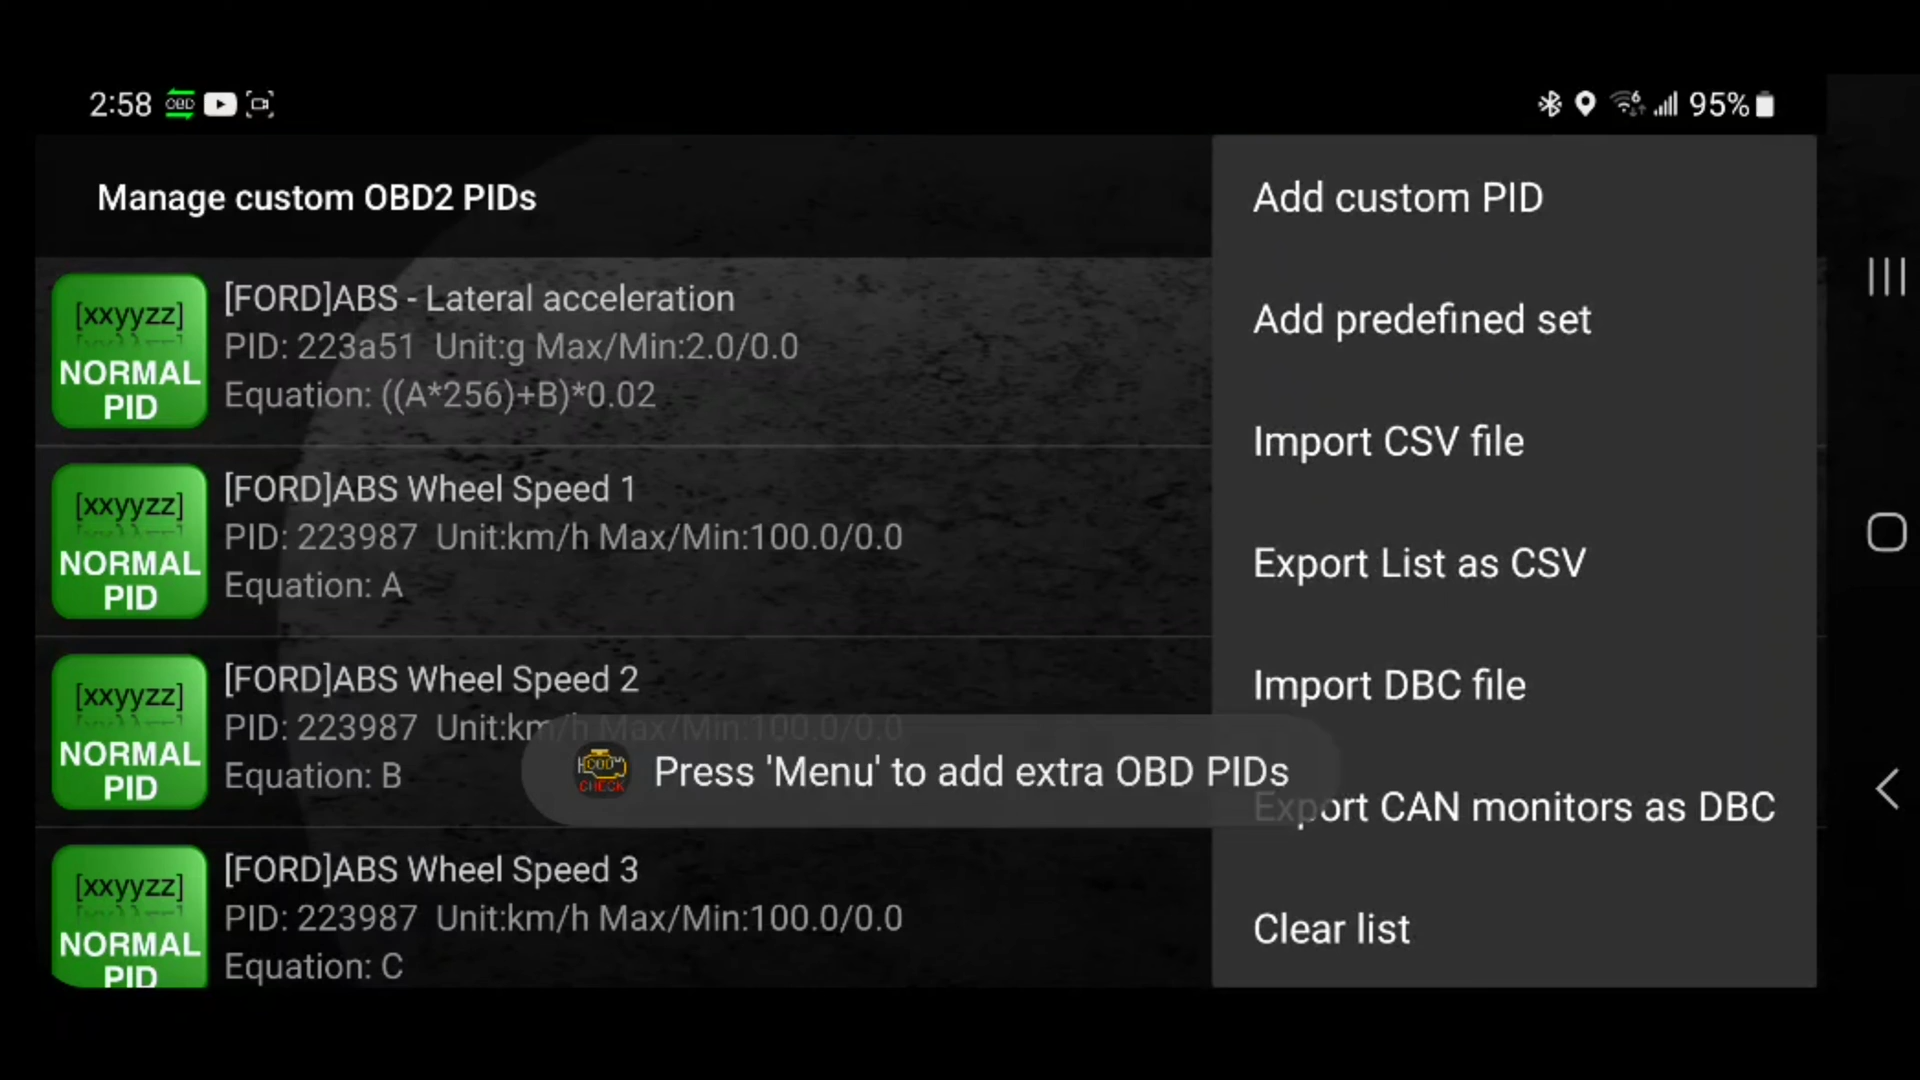 2:58 OBD
6 95%
Manage custom OBD2 PIDs
[xxyyzz]
NORMAL
PID
[FORD]ABS - Lateral acceleration
PID: 223a51 Unit:g Max/Min:2.0/0.0
Equation: ((A*256)+B)*0.02
[xxyyzz]
NORMAL
PID
[FORD]ABS Wheel Speed 1
PID: 223987 Unit:km/h Max/Min:100.0/0.0
Equation: A
[xxyyzz]
NORMAL
PID
[FORD]ABS Wheel Speed 2
PID: 223987 Unit:km/h Max/Min:100.0/0.0
Equation: B
[xxyyzz]
NORMAL
PID
[FORD]ABS Wheel Speed 3
PID: 223987 Unit:km/h Max/Min:100.0/0.0
Equation: C
CHECK
Press 'Menu' to add extra OBD PIDs
Add custom PID
Add predefined set
Import CSV file
Export List as CSV
Import DBC file
Export CAN monitors as DBC
Clear list